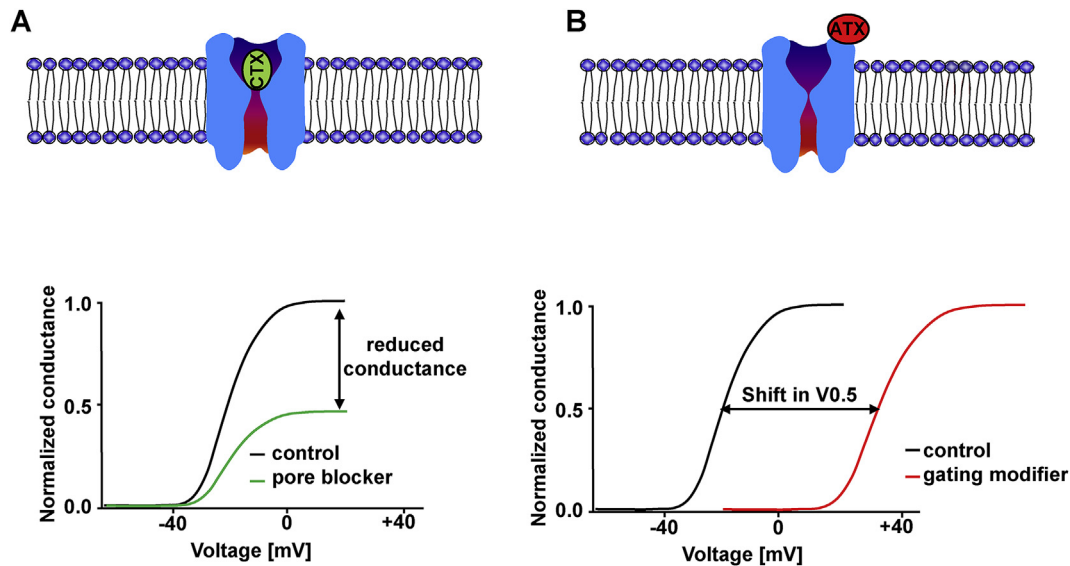 A
CTX
Normalized conductance
1.0
0.5
0.0
reduced
conductance
control
pore blocker
-40
0
+40
Voltage [mV]
B
ATX
Normalized conductance
1.0
0.5
0.0
Shift in V0.5
control
gating modifier
-40
0
+40
Voltage [mV]